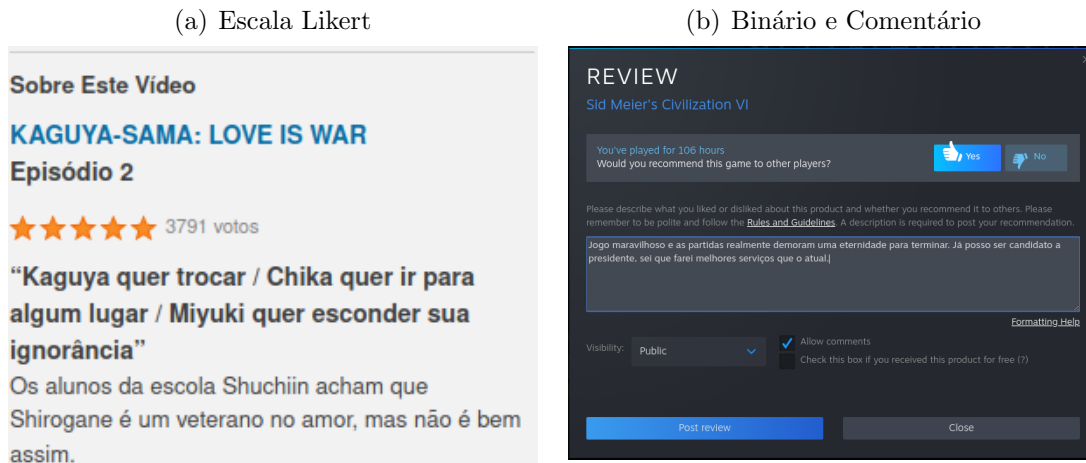 (a) Escala Likert
Sobre Este Vídeo
KAGUYA-SAMA: LOVE IS WAR
Episódio 2
3791 votos
“Kaguya quer trocar / Chika quer ir para
algum lugar / Miyuki quer esconder sua
ignorância”
Os alunos da escola Shuchiin acham que
Shirogane é um veterano no amor, mas não é bem
assim.
(b) Binário e Comentário
REVIEW
Sid Meier's Civilization VI
You've played for 106 hours
Would you recommend this game to other players?
Yes
No
Please describe what you liked or disliked about this product and whether you recommend it to others. Please
remember to be polite and follow the Rules and Guidelines. A description is required to post your recommendation.
Jogo maravilhoso e as partidas realmente demoram uma eternidade para terminar. Já posso ser candidato a
presidente, sei que farei melhores serviços que o atual.
Formatting Help
Visibility:
Public
Allow comments
Check this box if you received this product for free (?)
Post review
Close